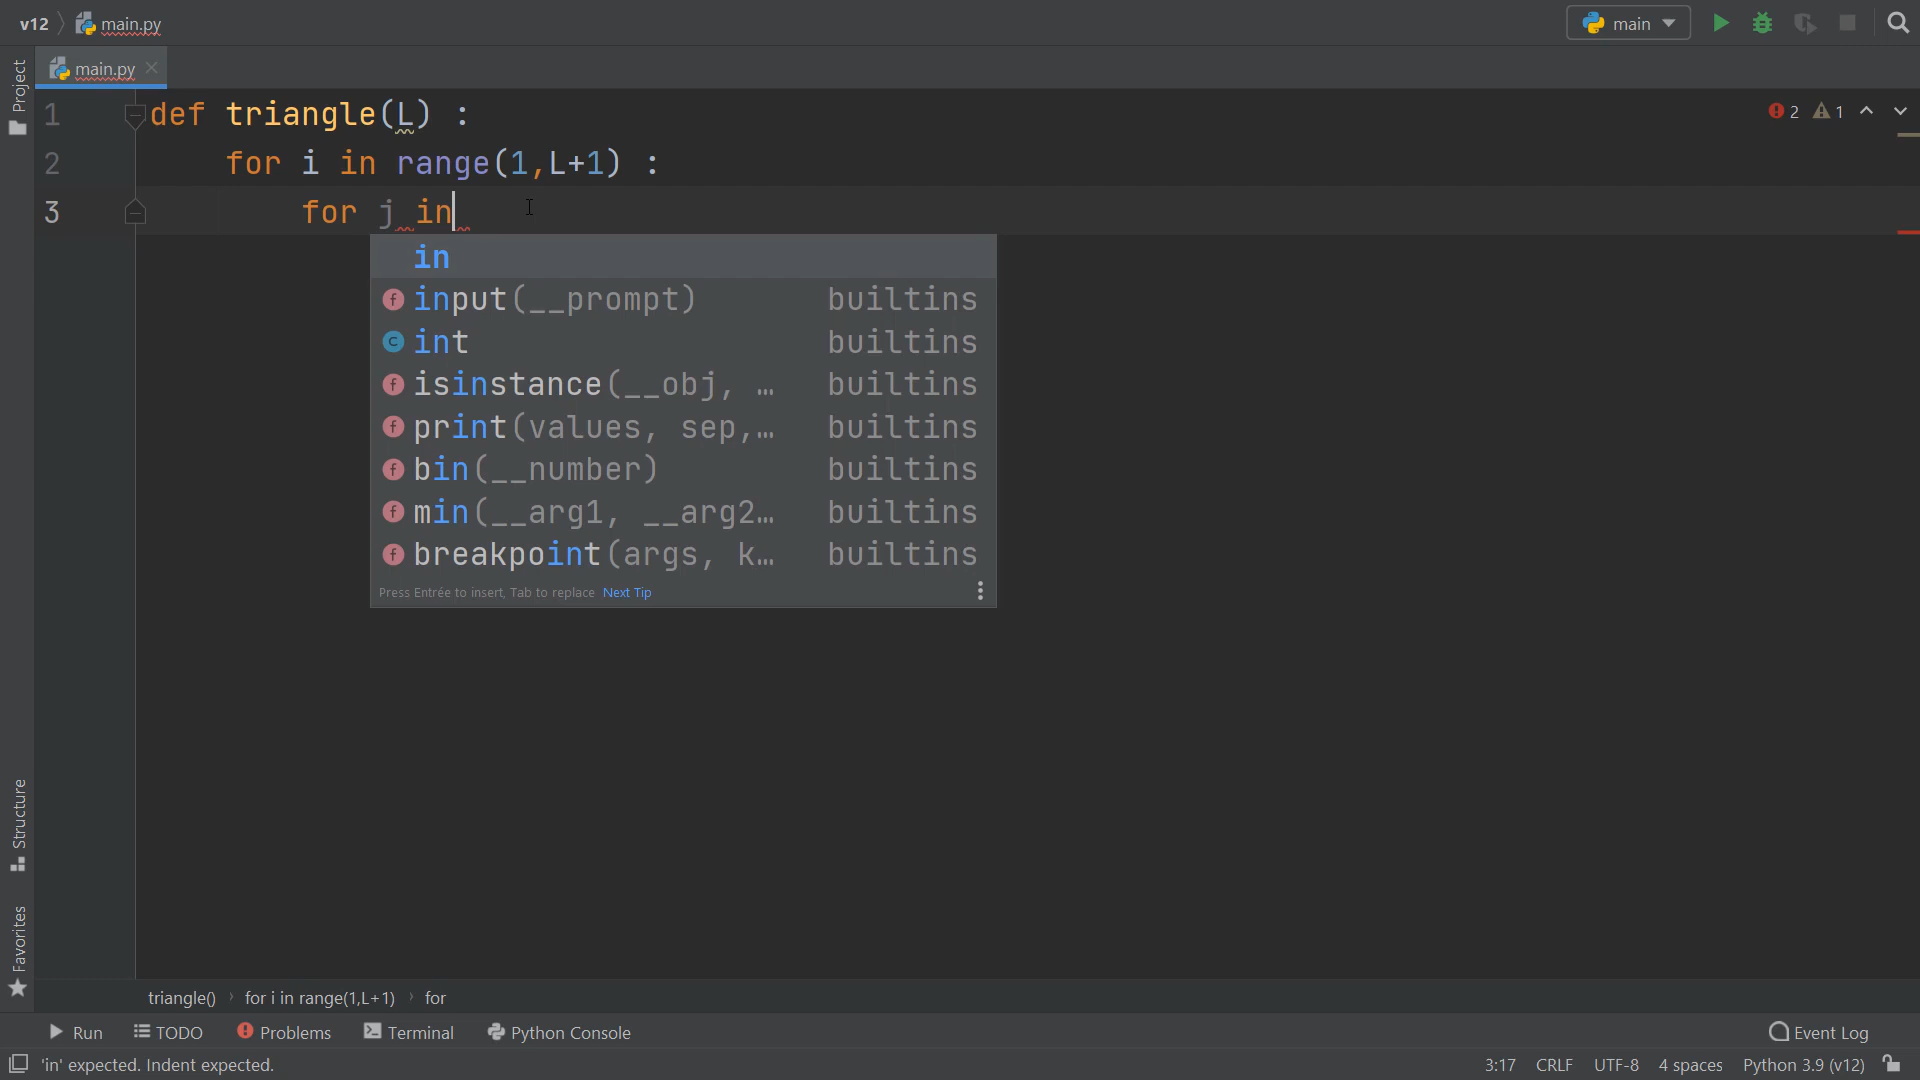 v12 main.py main
main.py
Project
1 def triangle(L) : 2 1
2 for i in range(1,L+1) :
3 for j in
in
input(__prompt) builtins
int builtins
isinstance(__obj, … builtins
print(values, sep,… builtins
bin(__number) builtins
min(__arg1, __arg2… builtins
breakpoint(args, k… builtins
Press Entrée to insert, Tab to replace Next Tip
Structure
Favorites
triangle() for i in range(1,L+1) for
Run TODO Problems Terminal Python Console Event Log
'in' expected. Indent expected. 3:17 CRLF UTF-8 4 spaces Python 3.9 (v12)